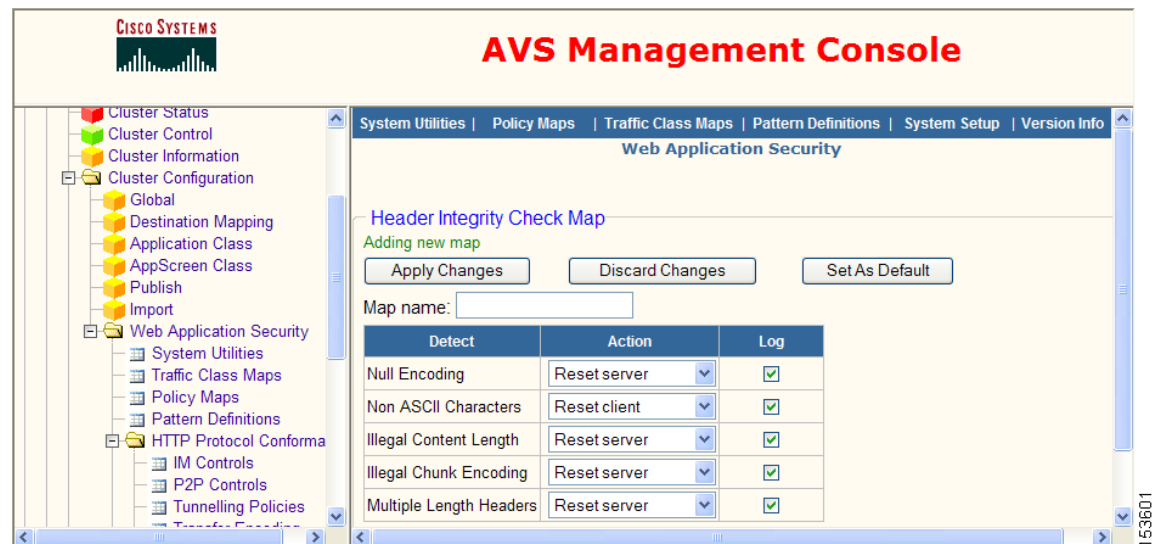 CISCO SYSTEMS
AVS Management Console
Cluster Status
Cluster Control
Cluster Information
Cluster Configuration
Global
Destination Mapping
Application Class
AppScreen Class
Publish
Import
Web Application Security
System Utilities
Traffic Class Maps
Policy Maps
Pattern Definitions
HTTP Protocol Conforma
IM Controls
P2P Controls
Tunnelling Policies
Transfer Encoding
System Utilities | Policy Maps | Traffic Class Maps | Pattern Definitions | System Setup | Version Info
Web Application Security
Header Integrity Check Map
Adding new map
Apply Changes Discard Changes Set As Default
Map name:
Detect Action Log
Null Encoding Reset server
Non ASCII Characters Reset client
Illegal Content Length Reset server
Illegal Chunk Encoding Reset server
Multiple Length Headers Reset server
153601